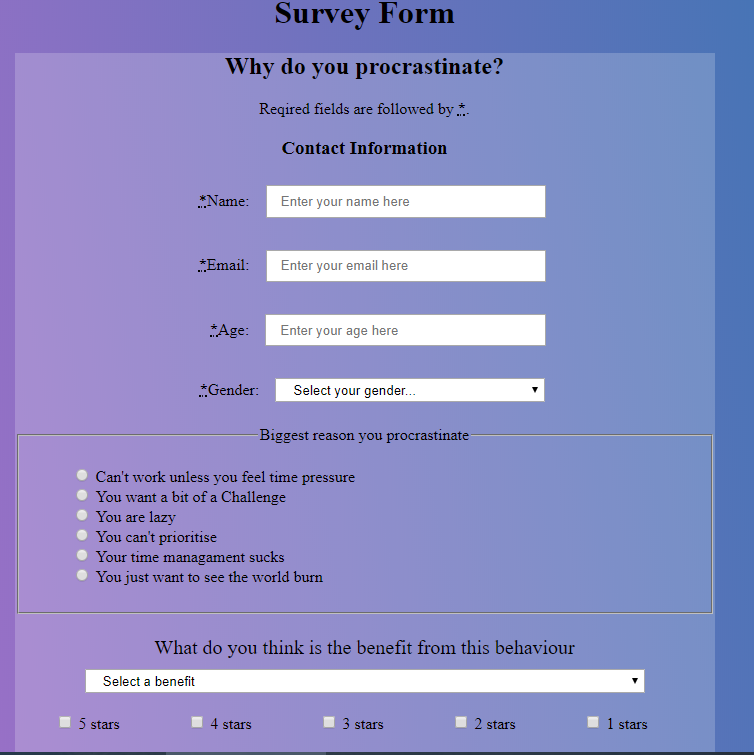 Survey Form
Why do you procrastinate?
Reqired fields are followed by *.
Contact Information
*Name: Enter your name here
*Email: Enter your email here
*Age: Enter your age here
*Gender: Select your gender...
Biggest reason you procrastinate
Can't work unless you feel time pressure
You want a bit of a Challenge
You are lazy
You can't prioritise
Your time managament sucks
You just want to see the world burn
What do you think is the benefit from this behaviour
Select a benefit
5 stars 4 stars 3 stars 2 stars 1 stars